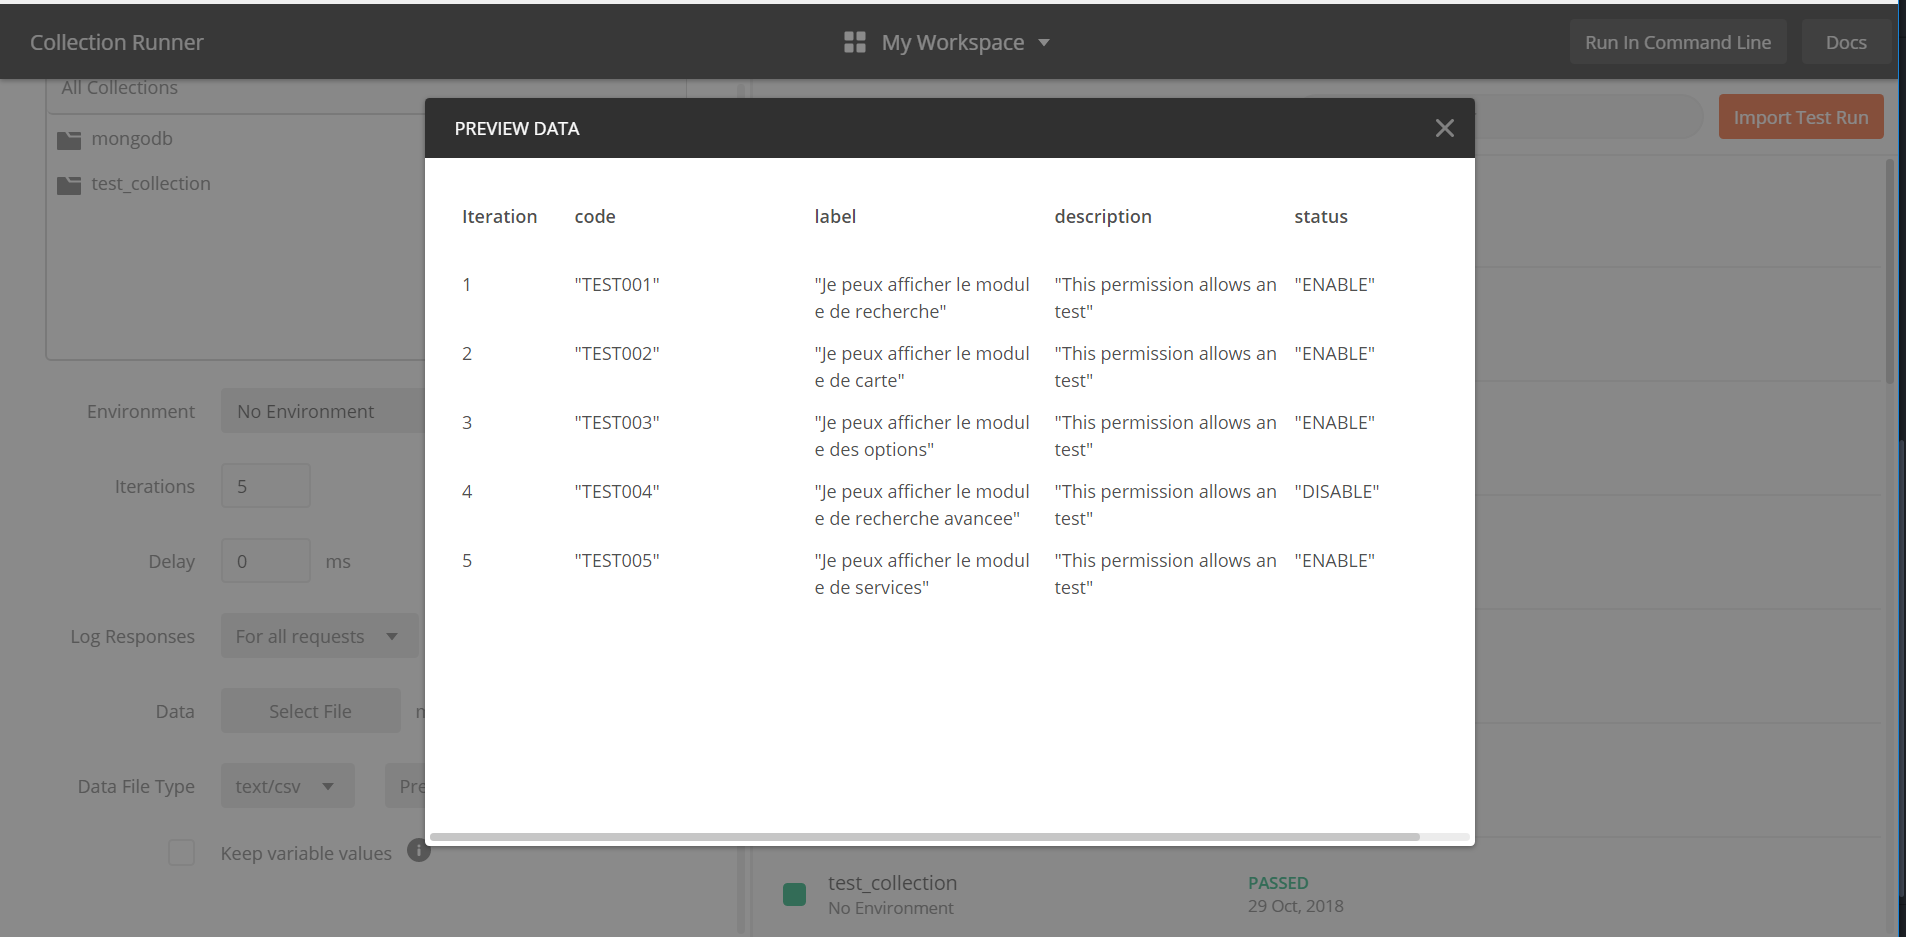 Collection Runner
My Workspace
Run In Command Line
Docs
All Collections
mongodb
test_collection
Import Test Run
PREVIEW DATA
Iteration code label description status
1 "TEST001" "Je peux afficher le modul "This permission allows an "ENABLE"
e de recherche" test"
2 "TEST002" "Je peux afficher le modul "This permission allows an "ENABLE"
e de carte" test"
3 "TEST003" "Je peux afficher le modul "This permission allows an "ENABLE"
e des options" test"
4 "TEST004" "Je peux afficher le modul "This permission allows an "DISABLE"
e de recherche avancee" test"
5 "TEST005" "Je peux afficher le modul "This permission allows an "ENABLE"
e de services" test"
Environment No Environment
Iterations 5
Delay 0 ms
Log Responses For all requests
Data Select File
Data File Type text/csv Pre
Keep variable values
test_collection PASSED
No Environment 29 Oct, 2018